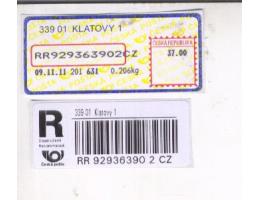 339 01 KLATOVY 1
ČESKÁ REPUBLIKA
RR929363902CZ
37.00
09.11.11 201 631 0.206kg
R
339 01 Klatovy 1
Česká pošta
RR 92936390 2 CZ